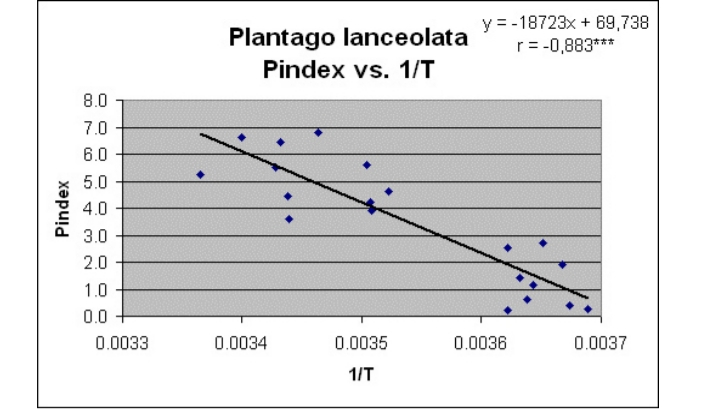 Plantago lanceolata
Pindex vs. 1/T
y = -18723x + 69,738
r = -0,883***
8.0
7.0
6.0
5.0
4.0
3.0
2.0
1.0
0.0
Pindex
0.0033 0.0034 0.0035 0.0036 0.0037
1/T